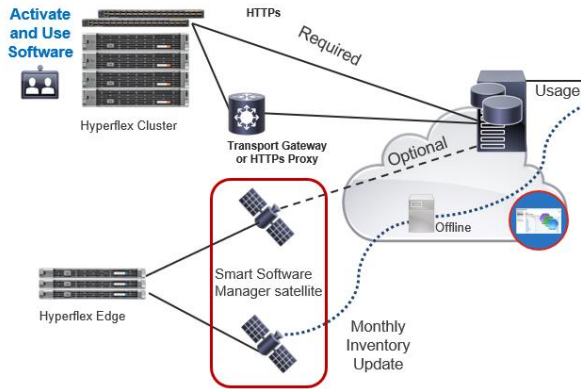 Activate
and Use
Software
HTTPs
Required
Usage
Hyperflex Cluster
Transport Gateway
or HTTPs Proxy
Optional
Offline
Smart Software
Manager satellite
Hyperflex Edge
Monthly
Inventory
Update